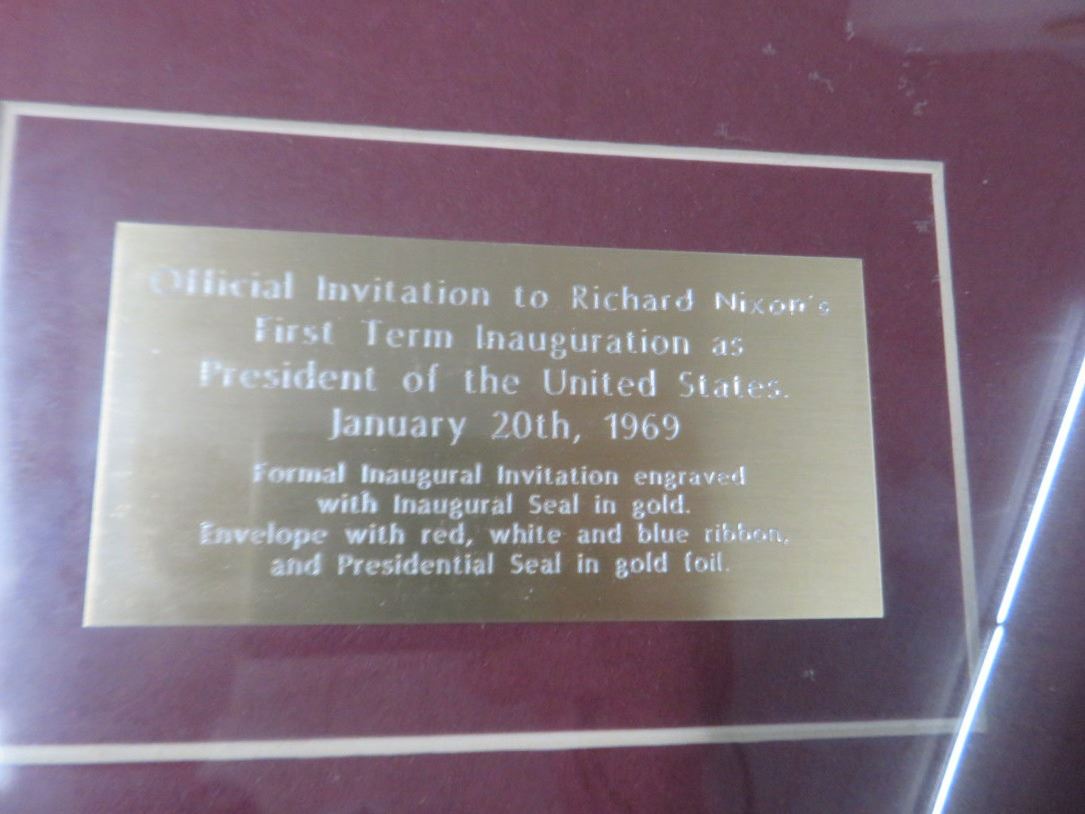 Official Invitation to Richard Nixon's
First Term Inauguration as
President of the United States.
January 20th, 1969
Formal Inaugural Invitation engraved
with Inaugural Seal in gold.
Envelope with red, white and blue ribbon,
and Presidential Seal in gold foil.